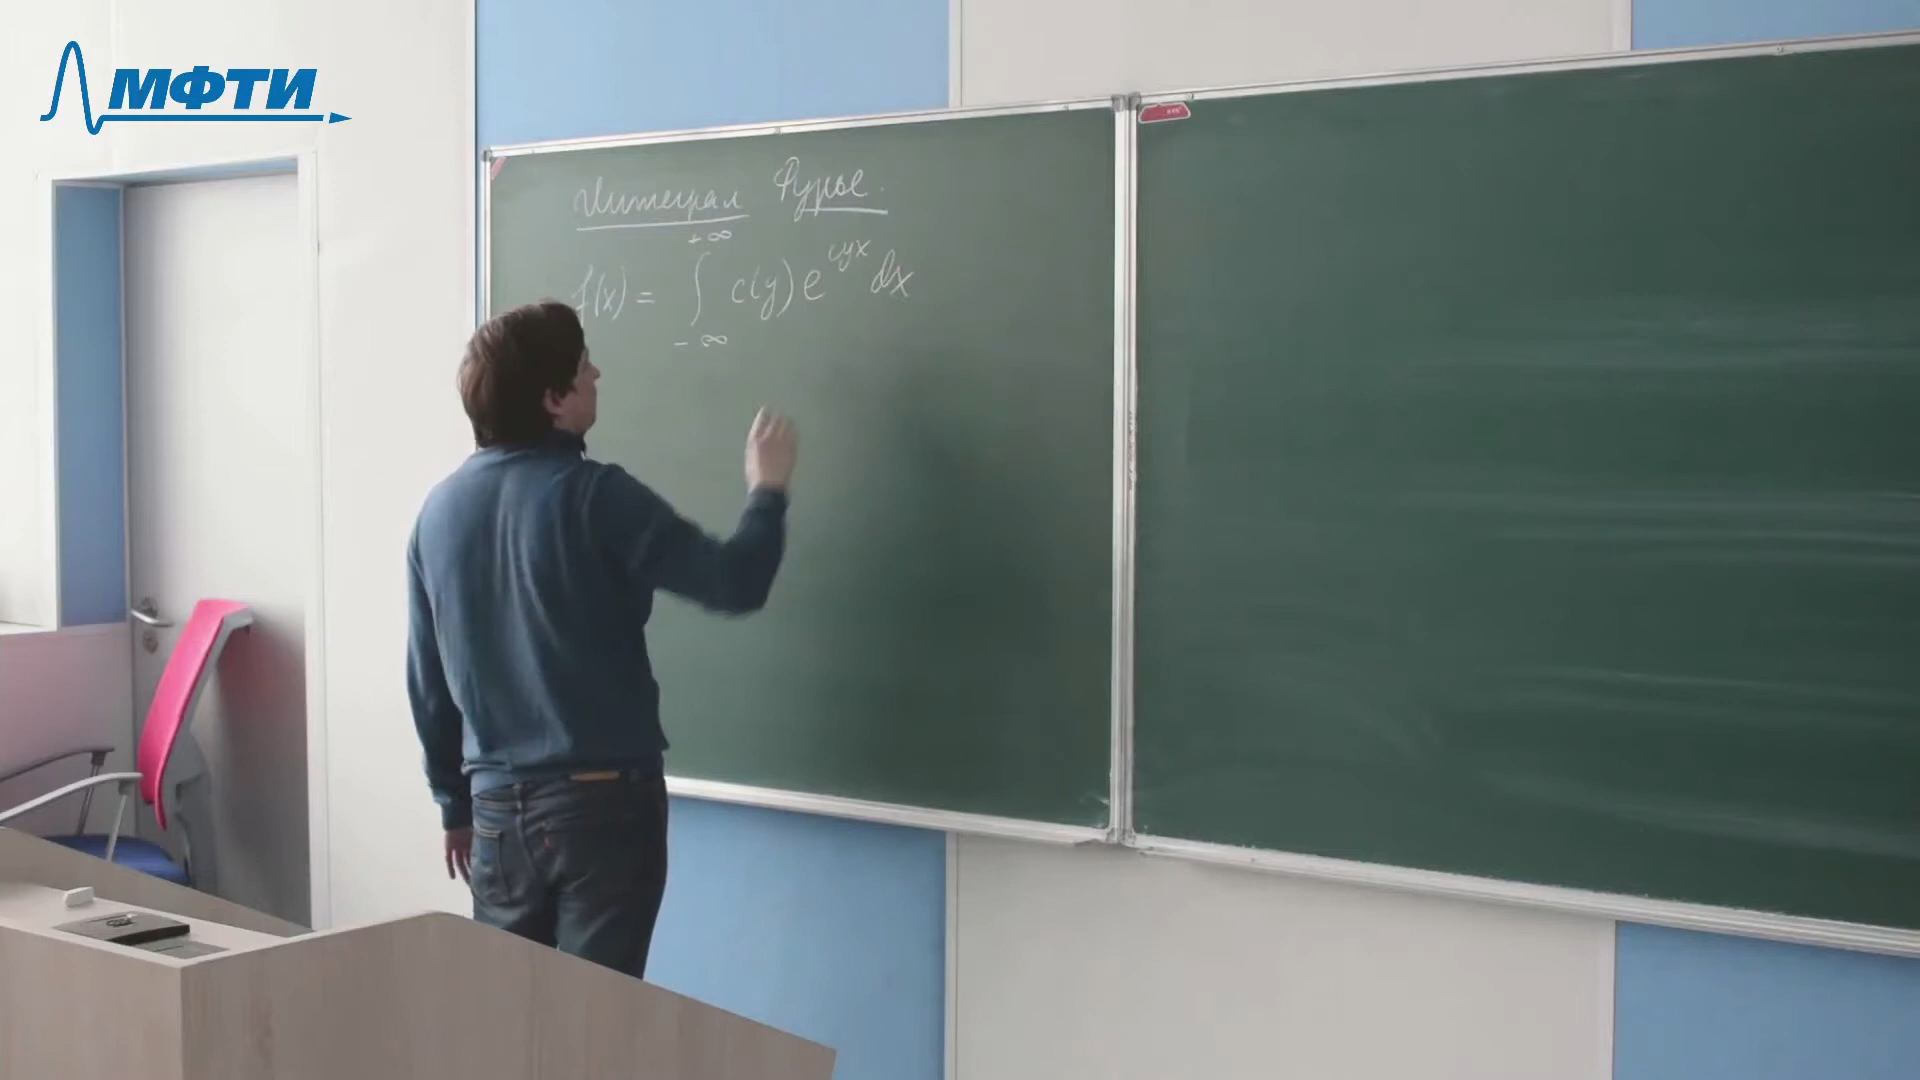 МФТИ
Интеграл Фурье.
f(x) = ∫_{-∞}^{+∞} c(y) e^{iyx} dx